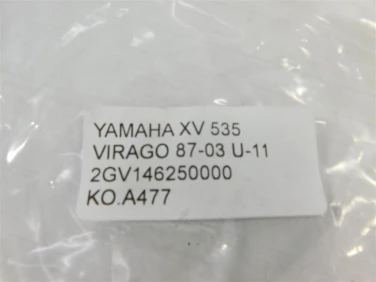 YAMAHA XV 535
VIRAGO 87-03 U-11
2GV146250000
KO.A477